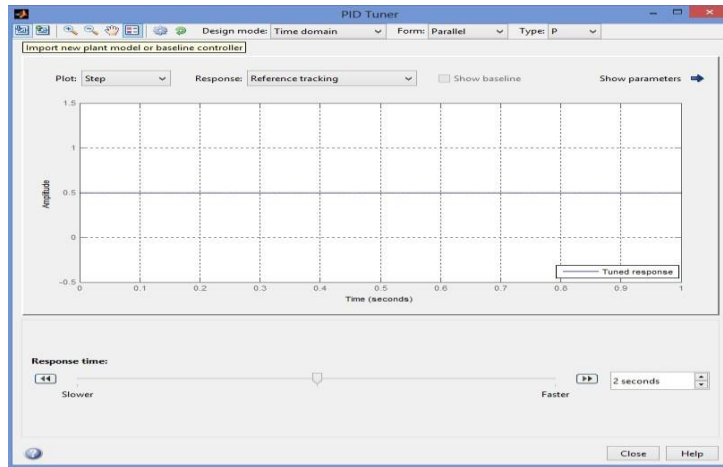 PID Tuner
Design mode: Time domain Form: Parallel Type: P
Import new plant model or baseline controller
Plot: Step Response: Reference tracking Show baseline Show parameters
1.5
1
0.5
0
-0.5
Amplitude
Tuned response
0 0.1 0.2 0.3 0.4 0.5 0.6 0.7 0.8 0.9 1
Time (seconds)
Response time:
2 seconds
Slower Faster
Close Help